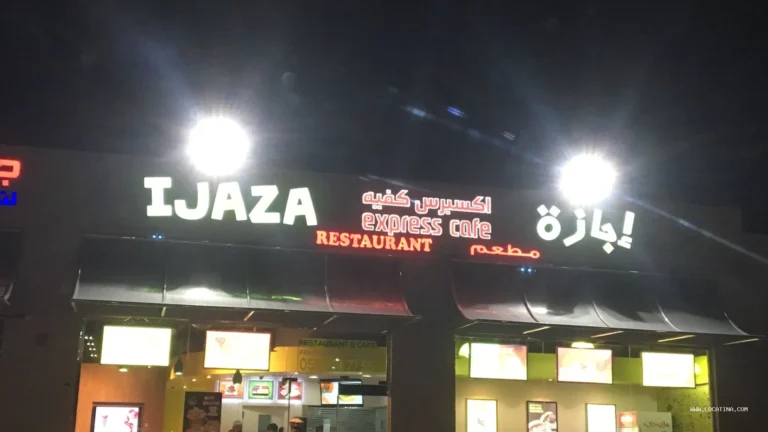 IJAZA
اكسبرس كفيه
express cafe
إجازة
RESTAURANT
مطعم
RESTAURANT & CAFE
WWW.LOCATINA.COM